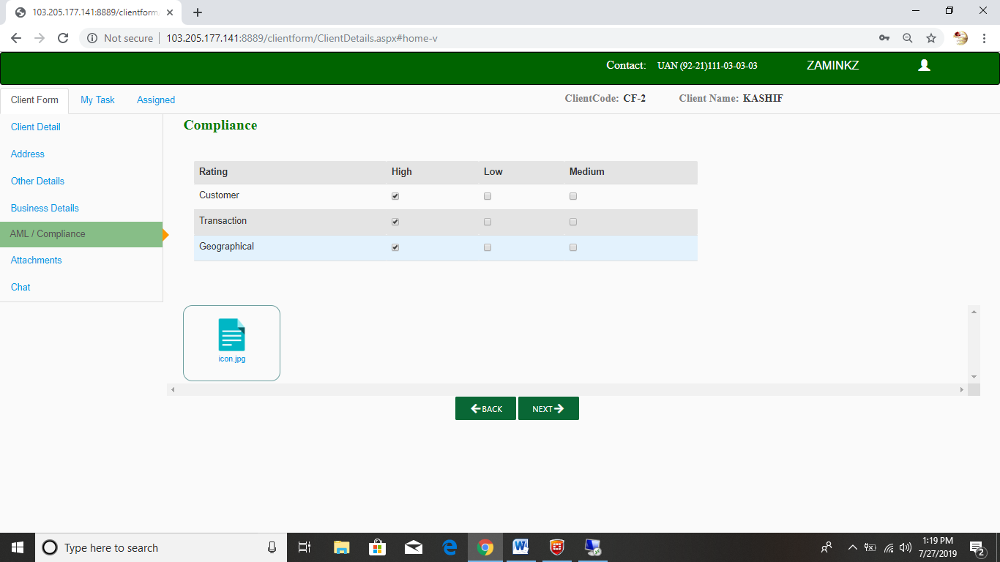 103.205.177.141:8889/clientform
Not secure 103.205.177.141:8889/clientform/ClientDetails.aspx#home-v
Contact: UAN (92-21)111-03-03-03 ZAMINKZ
Client Form My Task Assigned ClientCode: CF-2 Client Name: KASHIF
Client Detail
Address
Other Details
Business Details
AML / Compliance
Attachments
Chat
Compliance
Rating High Low Medium
Customer
Transaction
Geographical
icon.jpg
BACK NEXT
Type here to search
1:19 PM
7/27/2019
2